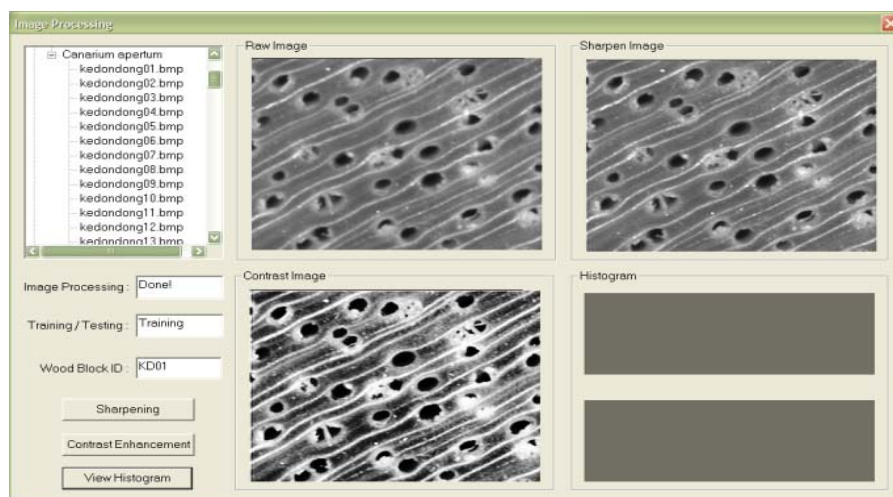 Image Processing
Canarium apertum
kedondong01.bmp
kedondong02.bmp
kedondong03.bmp
kedondong04.bmp
kedondong05.bmp
kedondong06.bmp
kedondong07.bmp
kedondong08.bmp
kedondong09.bmp
kedondong10.bmp
kedondong11.bmp
kedondong12.bmp
kedondong13.bmp
Image Processing : Done!
Training / Testing : Training
Wood Block ID : KD01
Sharpening
Contrast Enhancement
View Histogram
Raw Image
Sharpen Image
Contrast Image
Histogram